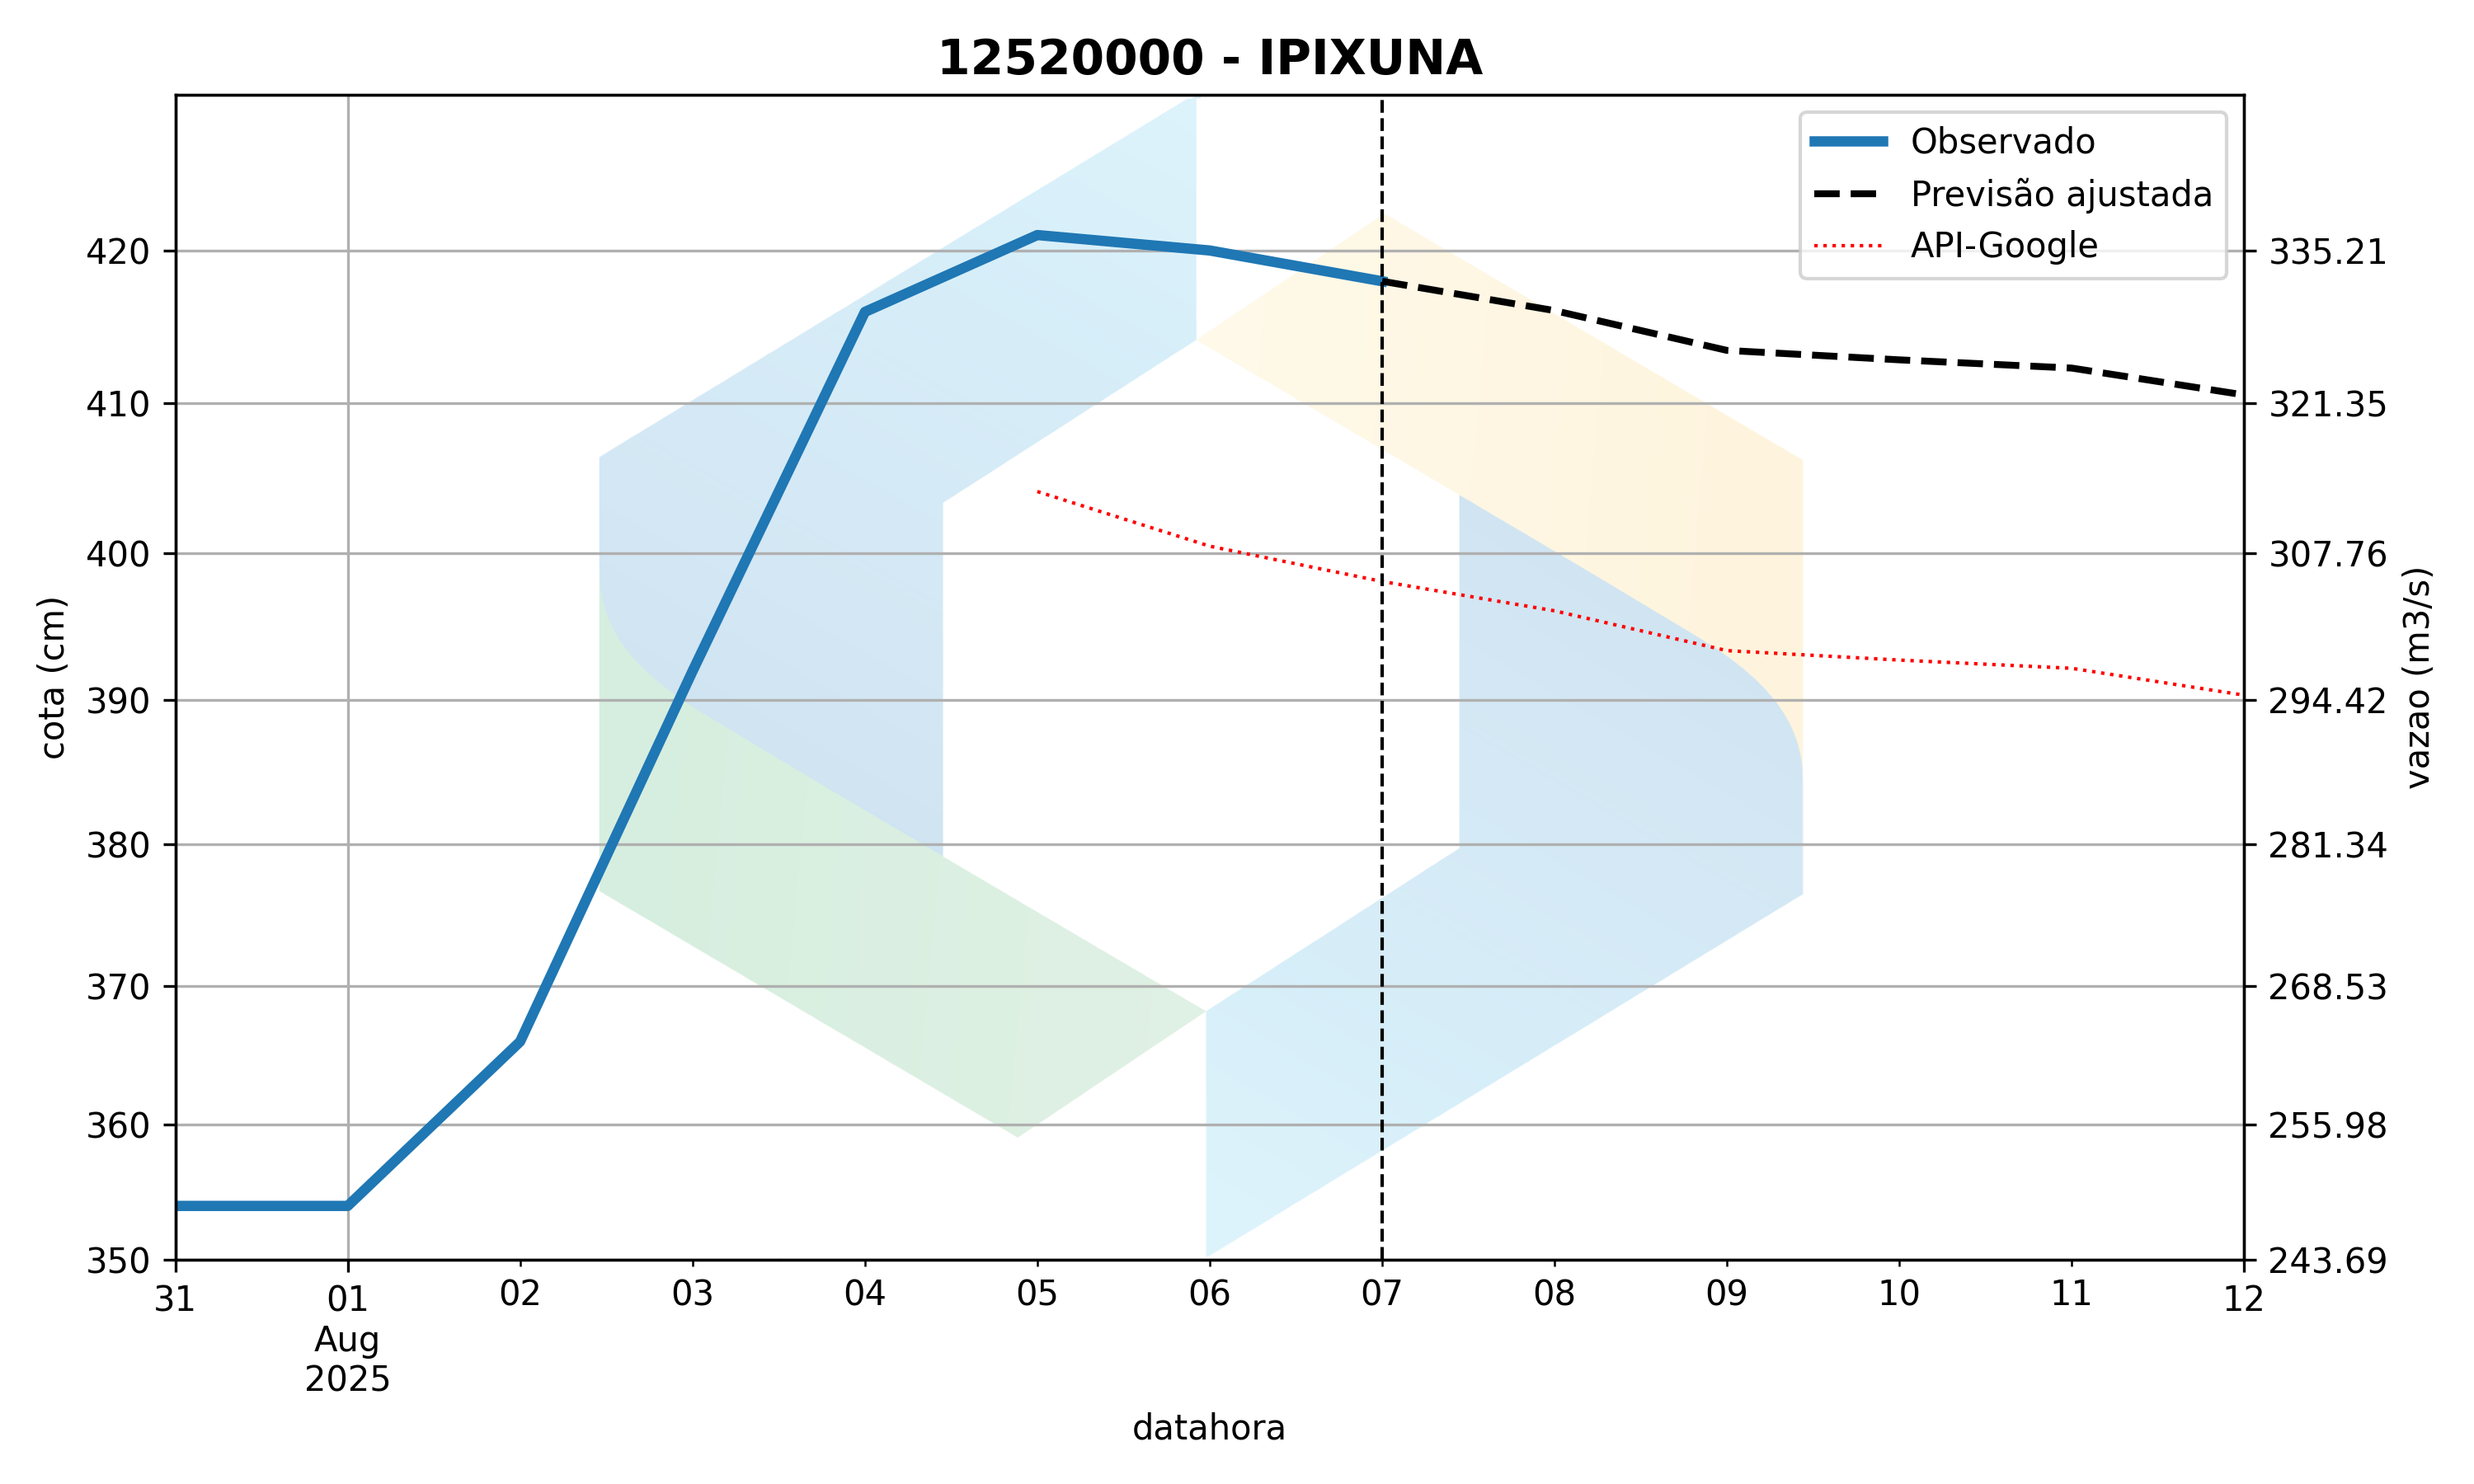 12520000 - IPIXUNA
Observado
Previsão ajustada
API-Google
420
410
400
390
380
370
360
350
cota (cm)
335.21
321.35
307.76
294.42
281.34
268.53
255.98
243.69
vazao (m3/s)
31 01 02 03 04 05 06 07 08 09 10 11 12
Aug
2025
datahora